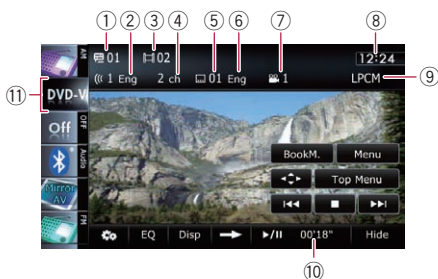 ① ② ③ ④ ⑤ ⑥ ⑦ ⑧
01 02 12:24
1 Eng 2 ch 01 Eng 1 LPCM ⑨
⑪ DVD-V
AM
OFF
Off
Audio
Mirror
AV
FM
BookM. Menu
Top Menu
EQ Disp 00'18" Hide
⑩